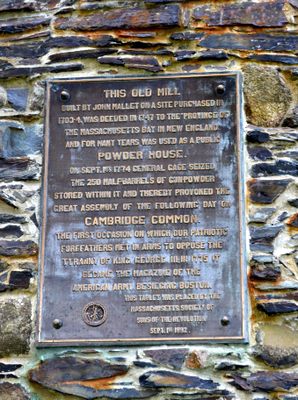 THIS OLD MILL
BUILT BY JOHN MALLET ON A SITE PURCHASED IN
1703-4, WAS DEEDED IN 1747 TO THE PROVINCE OF
THE MASSACHUSETTS BAY IN NEW ENGLAND
AND FOR MANY YEARS WAS USED AS A PUBLIC
POWDER HOUSE.
ON SEPT. 1ST 1774 GENERAL GAGE SEIZED
THE 250 HALF BARRELS OF GUNPOWDER
STORED WITHIN IT AND THEREBY PROVOKED THE
GREAT ASSEMBLY OF THE FOLLOWING DAY ON
CAMBRIDGE COMMON.
THE FIRST OCCASION ON WHICH OUR PATRIOTIC
FOREFATHERS MET IN ARMS TO OPPOSE THE
TYRANNY OF KING GEORGE III. IN 1775 IT
BECAME THE MAGAZINE OF THE
AMERICAN ARMY BESIEGING BOSTON.
THIS TABLET WAS PLACED BY THE
MASSACHUSETTS SOCIETY OF
SONS OF THE REVOLUTION
SEPT. 1ST 1892.